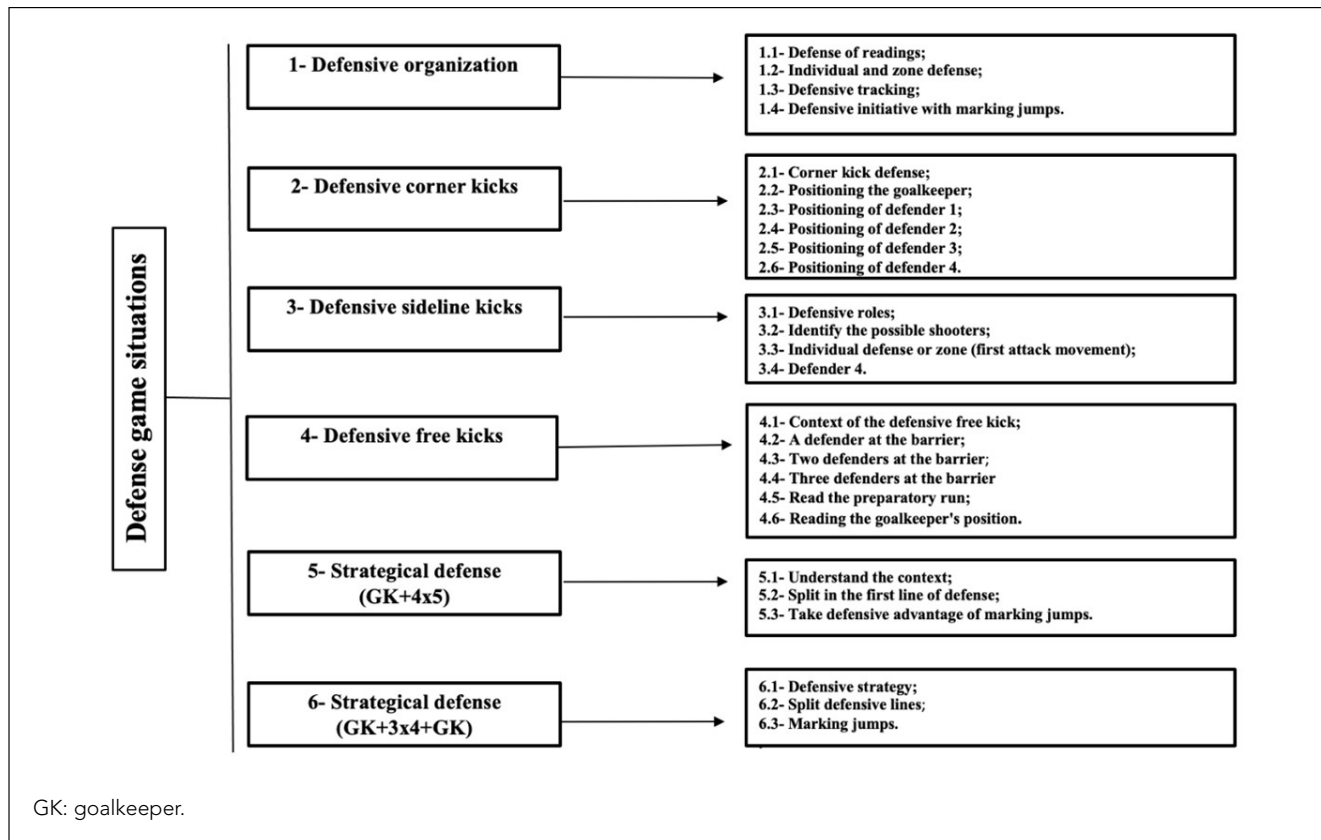 Defense game situations
1- Defensive organization
1.1- Defense of readings;
1.2- Individual and zone defense;
1.3- Defensive tracking;
1.4- Defensive initiative with marking jumps.
2- Defensive corner kicks
2.1- Corner kick defense;
2.2- Positioning the goalkeeper;
2.3- Positioning of defender 1;
2.4- Positioning of defender 2;
2.5- Positioning of defender 3;
2.6- Positioning of defender 4.
3- Defensive sideline kicks
3.1- Defensive roles;
3.2- Identify the possible shooters;
3.3- Individual defense or zone (first attack movement);
3.4- Defender 4.
4- Defensive free kicks
4.1- Context of the defensive free kick;
4.2- A defender at the barrier;
4.3- Two defenders at the barrier;
4.4- Three defenders at the barrier
4.5- Read the preparatory run;
4.6- Reading the goalkeeper's position.
5- Strategical defense
(GK+4x5)
5.1- Understand the context;
5.2- Split in the first line of defense;
5.3- Take defensive advantage of marking jumps.
6- Strategical defense
(GK+3x4+GK)
6.1- Defensive strategy;
6.2- Split defensive lines;
6.3- Marking jumps.
GK: goalkeeper.